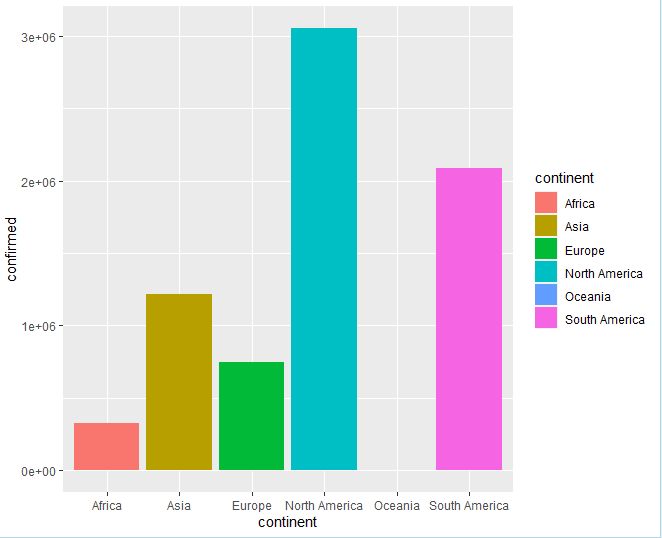 3e+06
2e+06
1e+06
0e+00
confirmed
Africa Asia Europe North America Oceania South America
continent
continent
Africa
Asia
Europe
North America
Oceania
South America